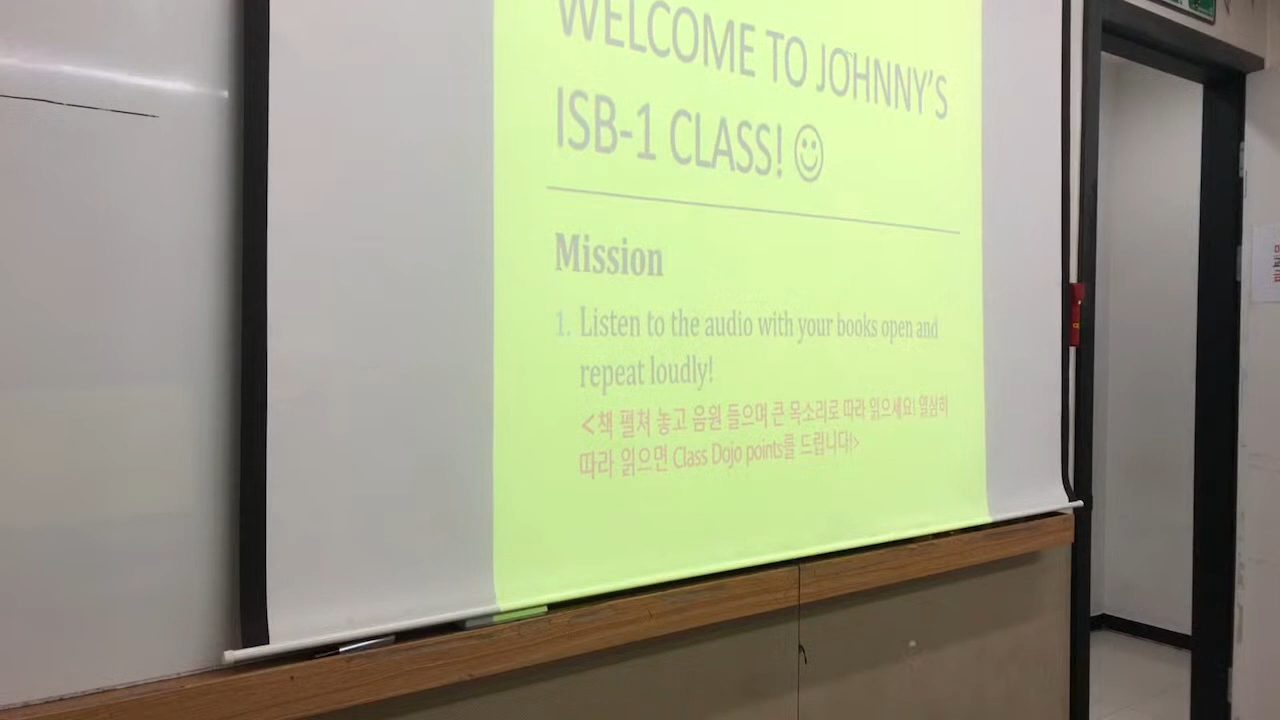 WELCOME TO JOHNNY'S
ISB-1 CLASS! ☺
Mission
1. Listen to the audio with your books open and
repeat loudly!
<책 펼쳐 놓고 음원 들으며 큰 목소리로 따라 읽으세요! 열심히
따라 읽으면 Class Dojo points를 드립니다!>